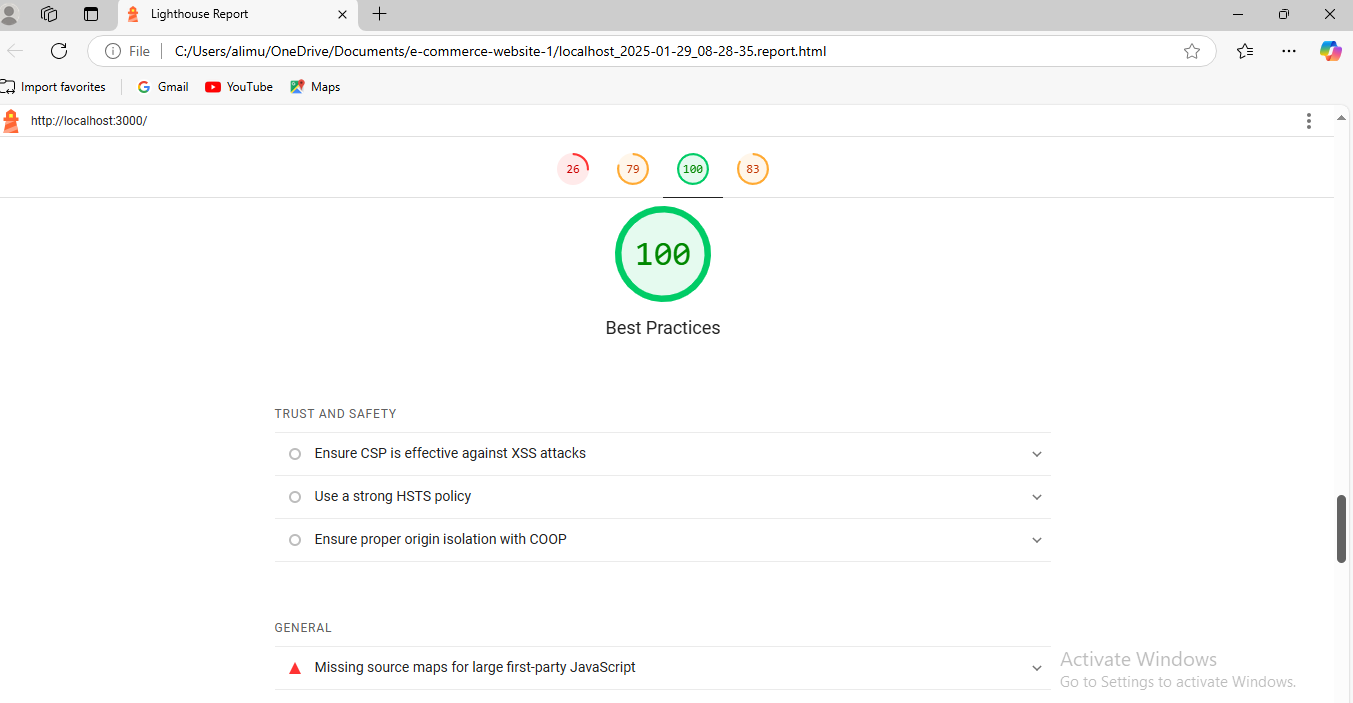 Lighthouse Report
File
C:/Users/alimu/OneDrive/Documents/e-commerce-website-1/localhost_2025-01-29_08-28-35.report.html
Import favorites
Gmail
YouTube
Maps
http://localhost:3000/
26
79
100
83
100
Best Practices
TRUST AND SAFETY
Ensure CSP is effective against XSS attacks
Use a strong HSTS policy
Ensure proper origin isolation with COOP
GENERAL
Missing source maps for large first-party JavaScript
Activate Windows
Go to Settings to activate Windows.